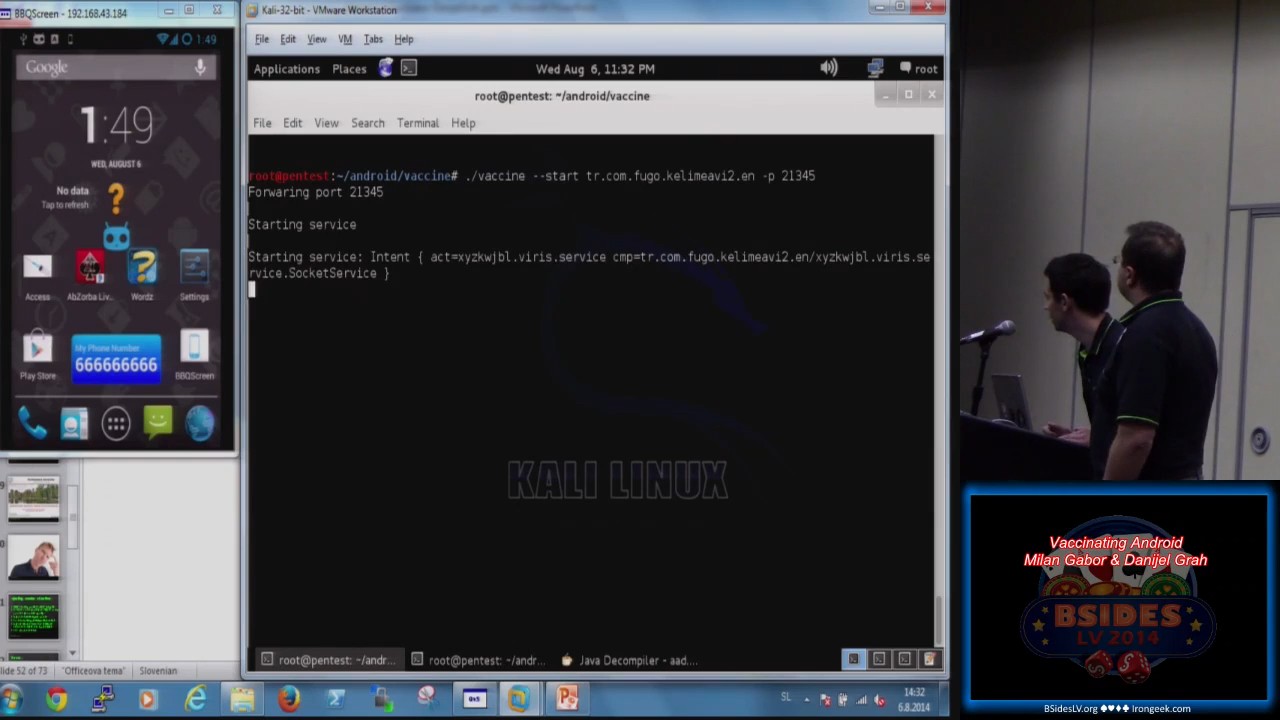 BBQScreen - 192.168.43.184
1:49
Google
1:49
WED, AUGUST 6
No data
Tap to refresh
Access
AbZorba Liv..
Wordz
Settings
My Phone Number
666666666
Play Store
BBQScreen
Slide 52 of 73
"Officeova tema"
Slovenian
Kali-32-bit - VMware Workstation
File Edit View VM Tabs Help
Applications Places Wed Aug 6, 11:32 PM root
root@pentest: ~/android/vaccine
File Edit View Search Terminal Help
root@pentest:~/android/vaccine# ./vaccine --start tr.com.fugo.kelimeavi2.en -p 21345
Forwaring port 21345
Starting service
Starting service: Intent { act=xyzkwjbl.viris.service cmp=tr.com.fugo.kelimeavi2.en/xyzkwjbl.viris.se
rvice.SocketService }
KALI LINUX
root@pentest: ~/andr...
root@pentest: ~/andr...
Java Decompiler - aad...
SL
14:32
6.8.2014
Vaccinating Android
Milan Gabor & Danijel Grah
BSIDES
LV 2014
BSidesLV.org ♠♥♦♣ Irongeek.com